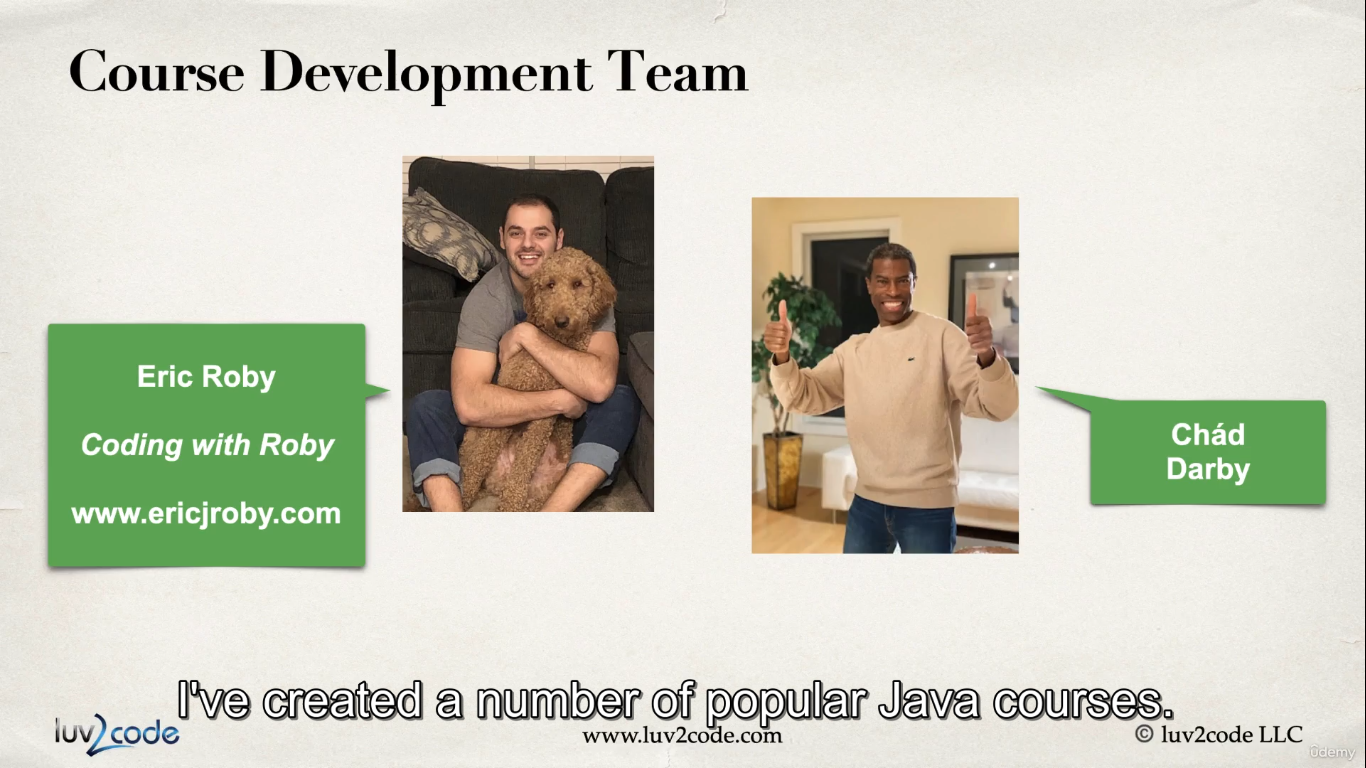 Course Development Team
Eric Roby
Coding with Roby
www.ericjroby.com
Chád
Darby
I've created a number of popular Java courses.
luv2code
www.luv2code.com
© luv2code LLC
ûdemy